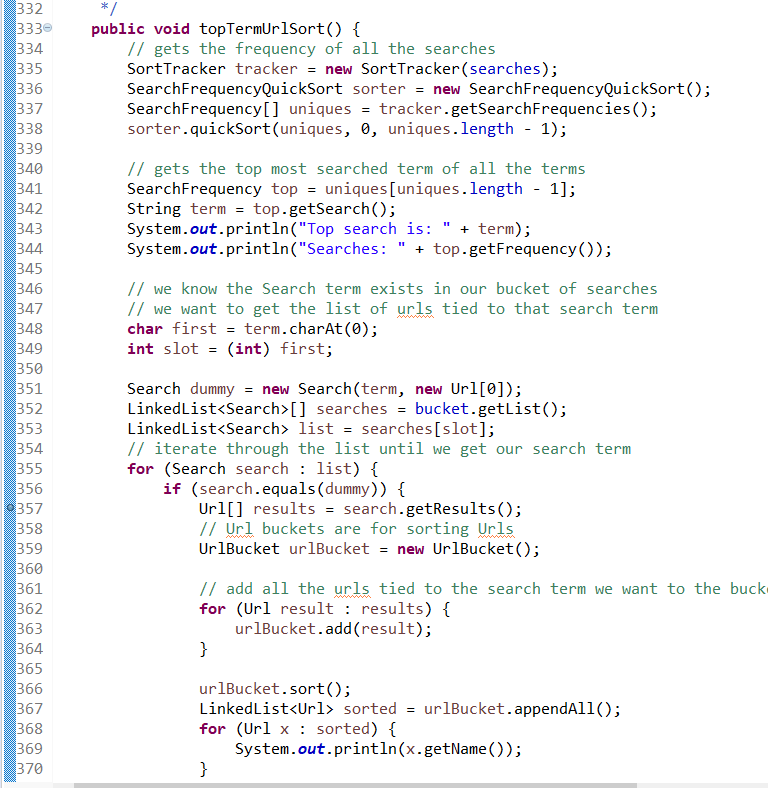 332         */
333        public void topTermUrlSort() {
334            // gets the frequency of all the searches
335            SortTracker tracker = new SortTracker(searches);
336            SearchFrequencyQuickSort sorter = new SearchFrequencyQuickSort();
337            SearchFrequency[] uniques = tracker.getSearchFrequencies();
338            sorter.quickSort(uniques, 0, uniques.length - 1);
339
340            // gets the top most searched term of all the terms
341            SearchFrequency top = uniques[uniques.length - 1];
342            String term = top.getSearch();
343            System.out.println("Top search is: " + term);
344            System.out.println("Searches: " + top.getFrequency());
345
346            // we know the Search term exists in our bucket of searches
347            // we want to get the list of urls tied to that search term
348            char first = term.charAt(0);
349            int slot = (int) first;
350
351            Search dummy = new Search(term, new Url[0]);
352            LinkedList<Search>[] searches = bucket.getList();
353            LinkedList<Search> list = searches[slot];
354            // iterate through the list until we get our search term
355            for (Search search : list) {
356                if (search.equals(dummy)) {
357                    Url[] results = search.getResults();
358                    // Url buckets are for sorting Urls
359                    UrlBucket urlBucket = new UrlBucket();
360
361                    // add all the urls tied to the search term we want to the buck
362                    for (Url result : results) {
363                        urlBucket.add(result);
364                    }
365
366                    urlBucket.sort();
367                    LinkedList<Url> sorted = urlBucket.appendAll();
368                    for (Url x : sorted) {
369                        System.out.println(x.getName());
370                    }